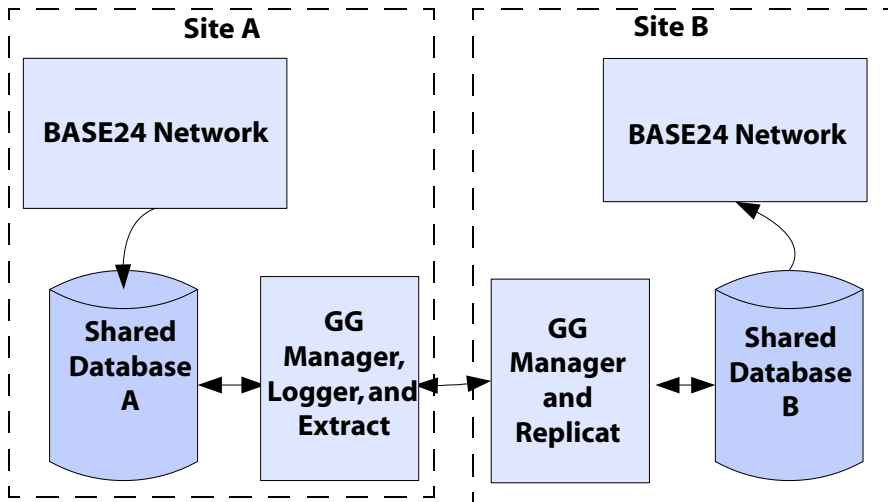 Site A
BASE24 Network
Shared
Database
A
GG
Manager,
Logger, and
Extract
Site B
BASE24 Network
GG
Manager
and
Replicat
Shared
Database
B